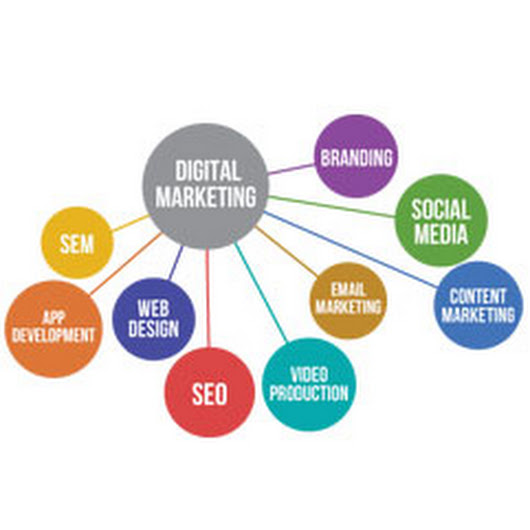 DIGITAL
MARKETING
BRANDING
SOCIAL
MEDIA
SEM
CONTENT
MARKETING
EMAIL
MARKETING
APP
DEVELOPMENT
WEB
DESIGN
VIDEO
PRODUCTION
SEO